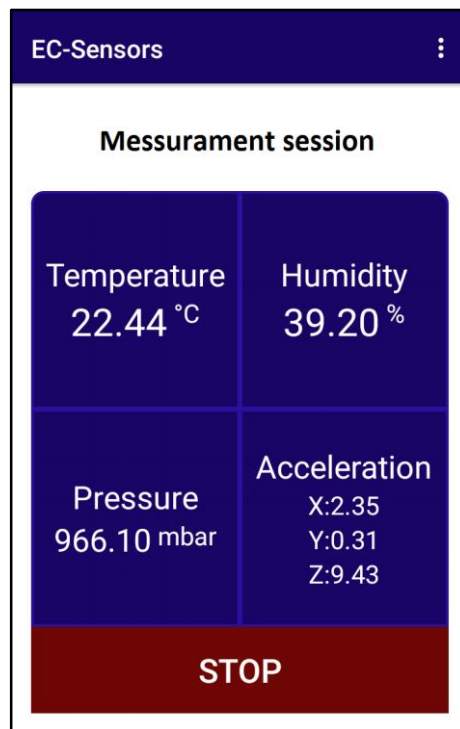 EC-Sensors
Messurament session
Temperature
22.44 °C
Humidity
39.20 %
Pressure
966.10 mbar
Acceleration
X:2.35
Y:0.31
Z:9.43
STOP